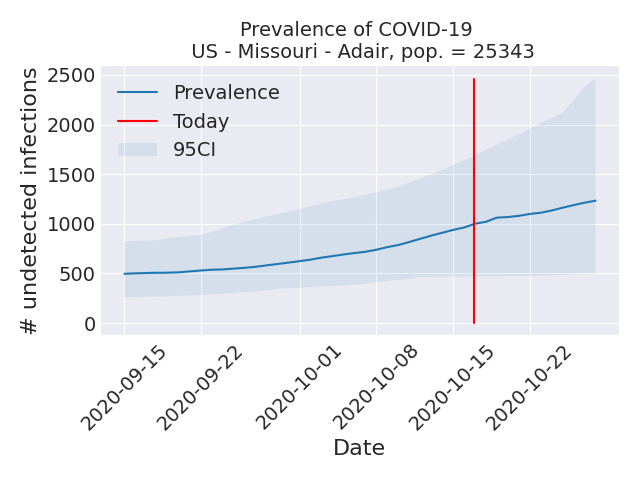 Prevalence of COVID-19
US - Missouri - Adair, pop. = 25343
# undetected infections
2500
2000
1500
1000
500
0
Prevalence
Today
95CI
2020-09-15
2020-09-22
2020-10-01
2020-10-08
2020-10-15
2020-10-22
Date